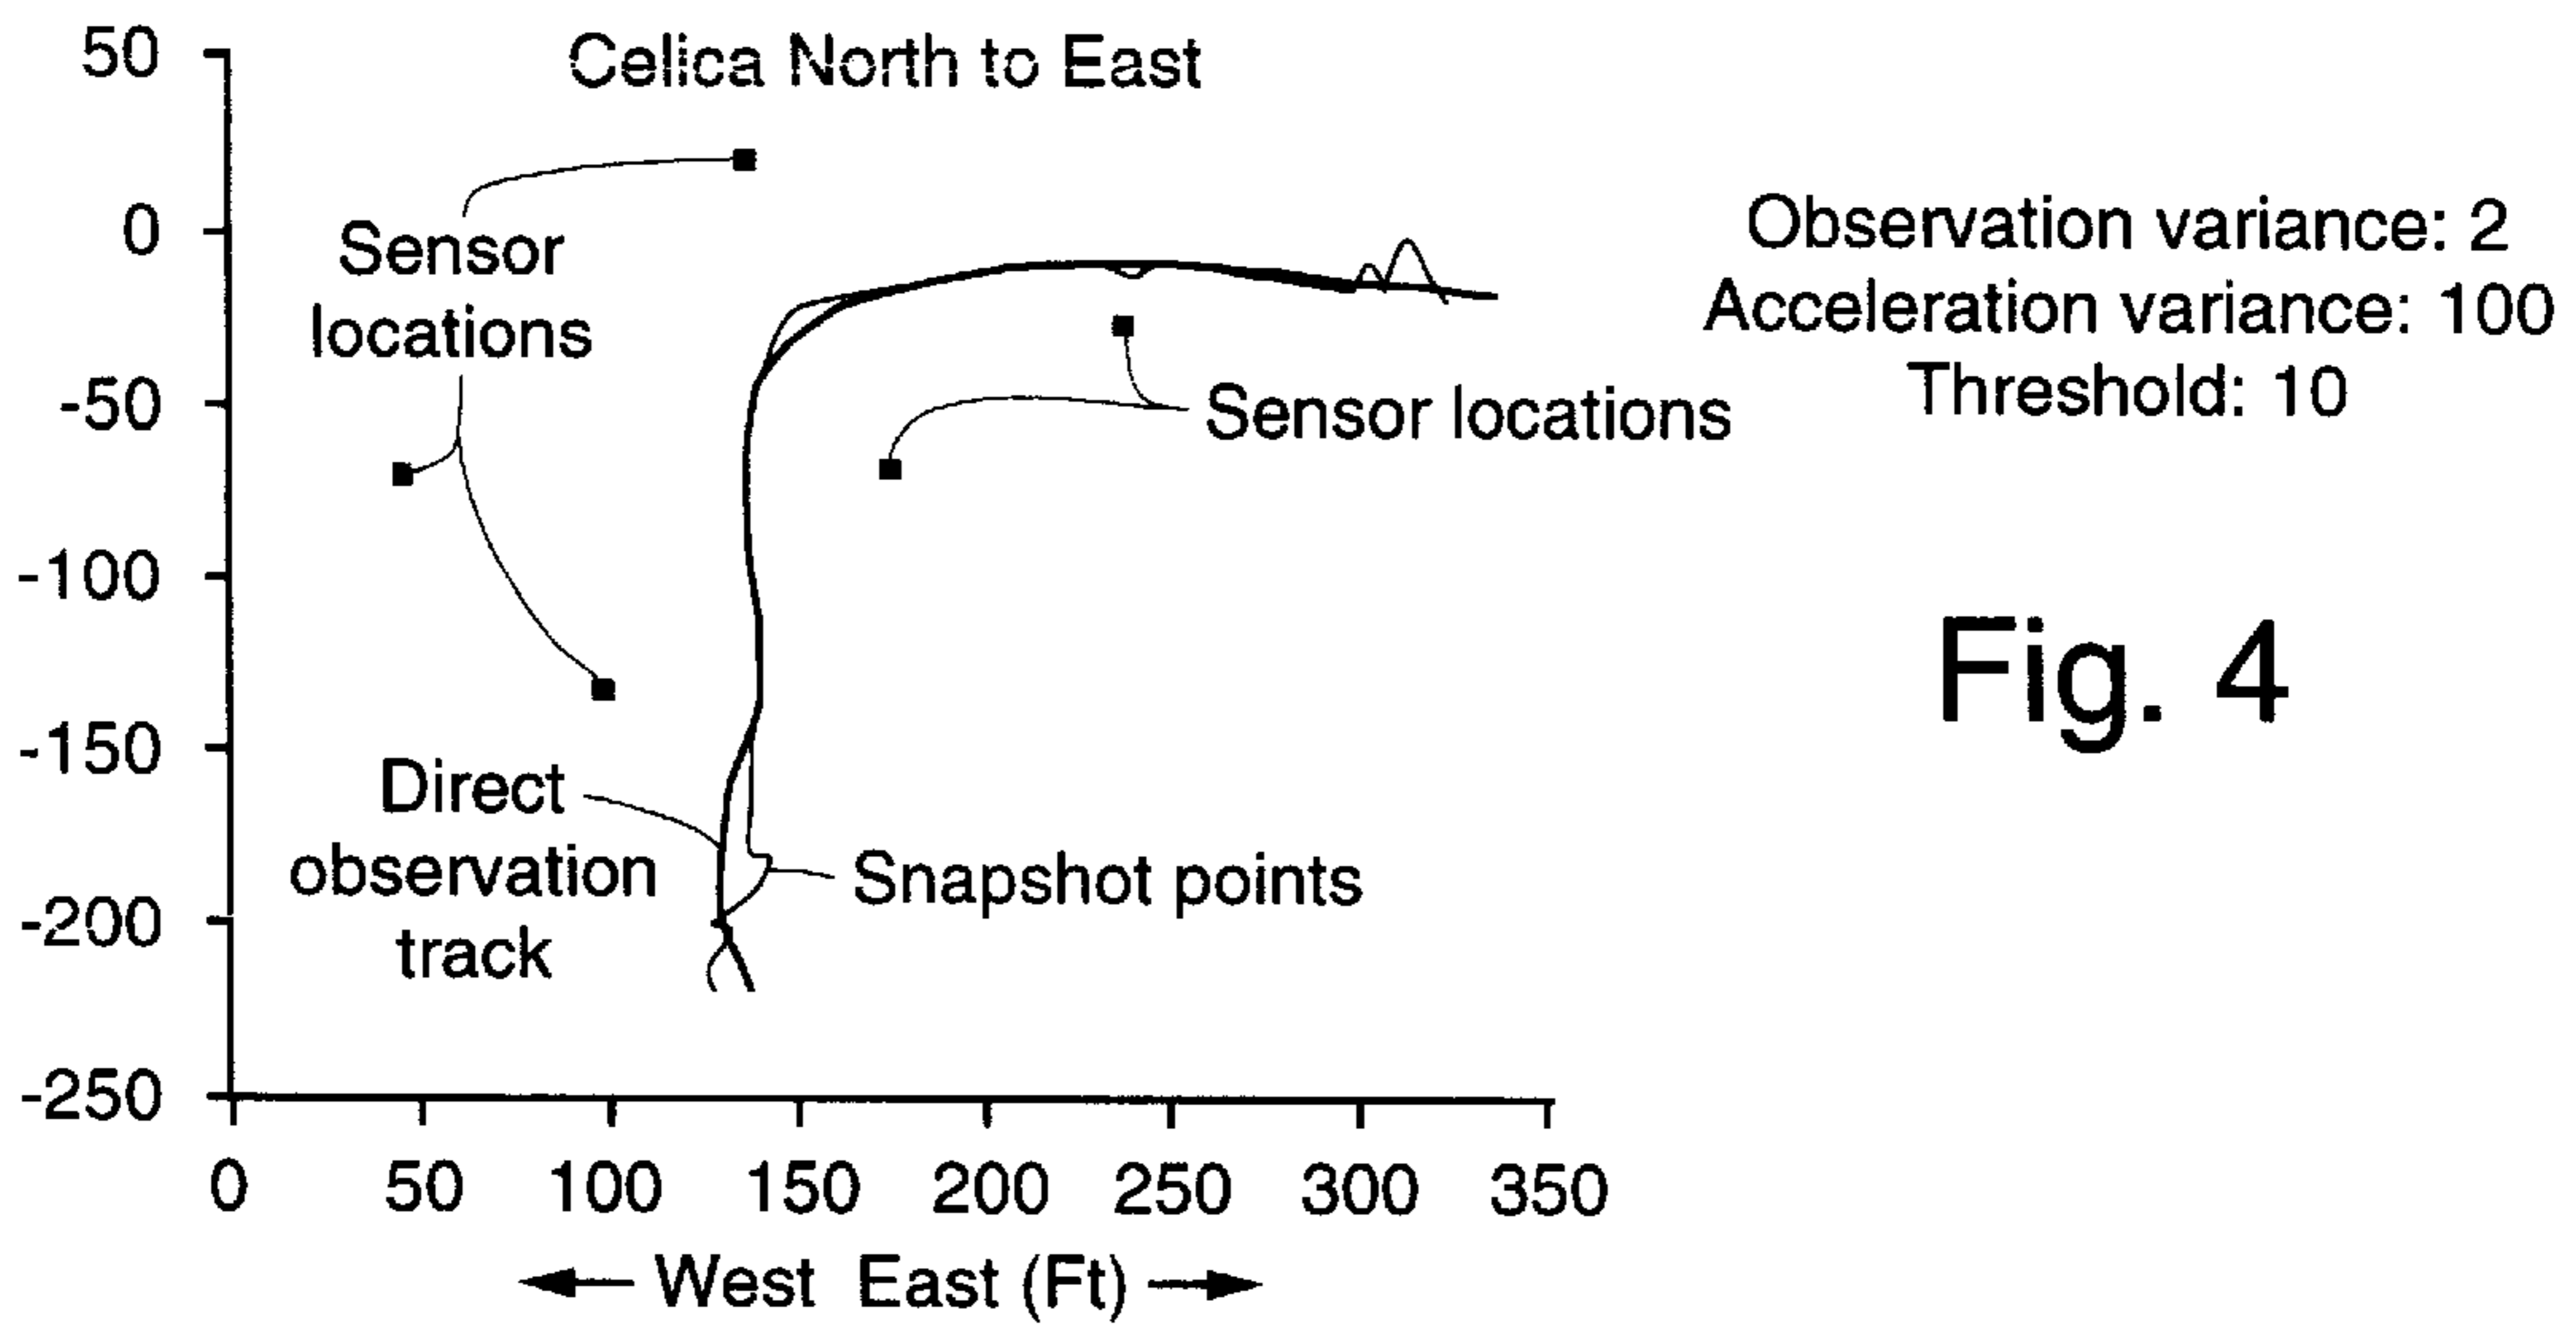 Celica North to East
50
0
-50
-100
-150
-200
-250
Sensor
locations
Sensor locations
Observation variance: 2
Acceleration variance: 100
Threshold: 10
Direct
observation
track
Snapshot points
Fig. 4
0 50 100 150 200 250 300 350
West East (Ft)